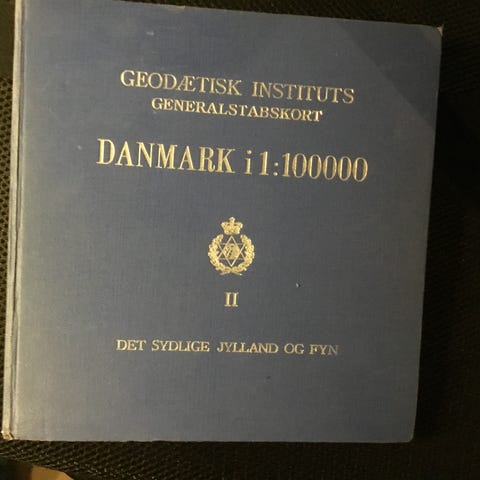 GEODÆTISK INSTITUTS
GENERALSTABSKORT
DANMARK i 1:100000
II
DET SYDLIGE JYLLAND OG FYN